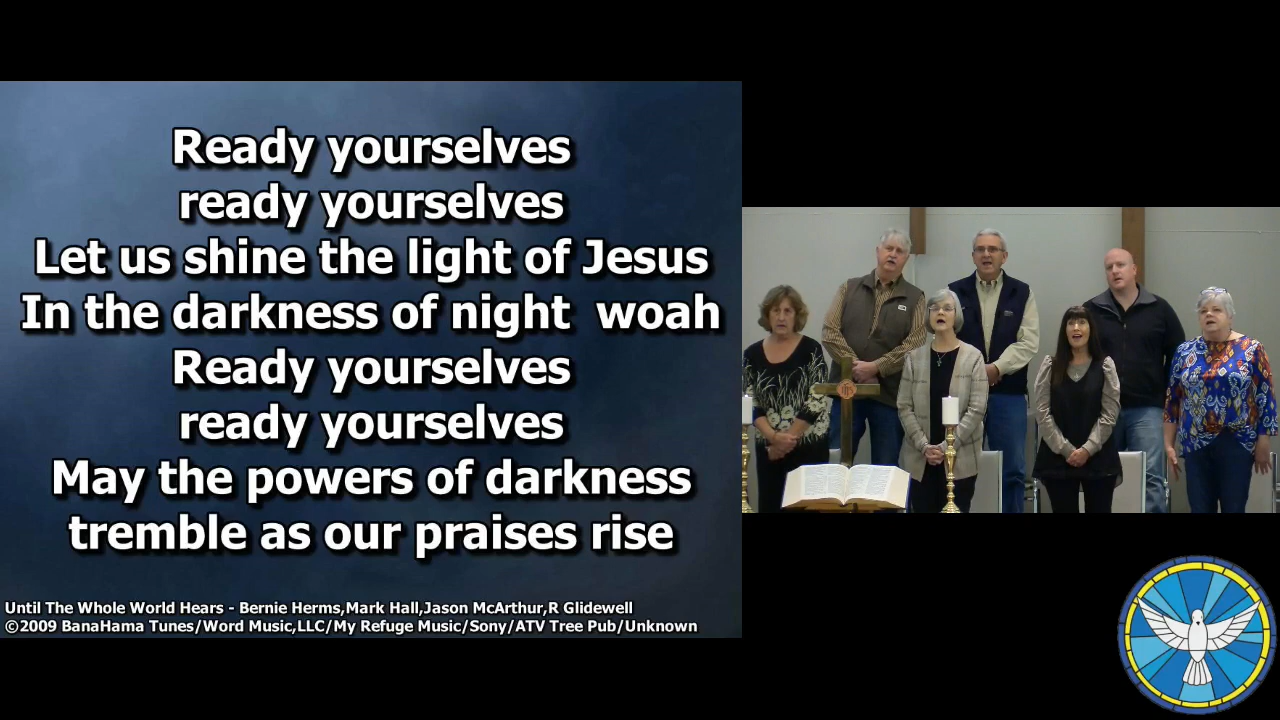 Ready yourselves
ready yourselves
Let us shine the light of Jesus
In the darkness of night  woah
Ready yourselves
ready yourselves
May the powers of darkness
tremble as our praises rise
Until The Whole World Hears - Bernie Herms,Mark Hall,Jason McArthur,R Glidewell
©2009 BanaHama Tunes/Word Music,LLC/My Refuge Music/Sony/ATV Tree Pub/Unknown